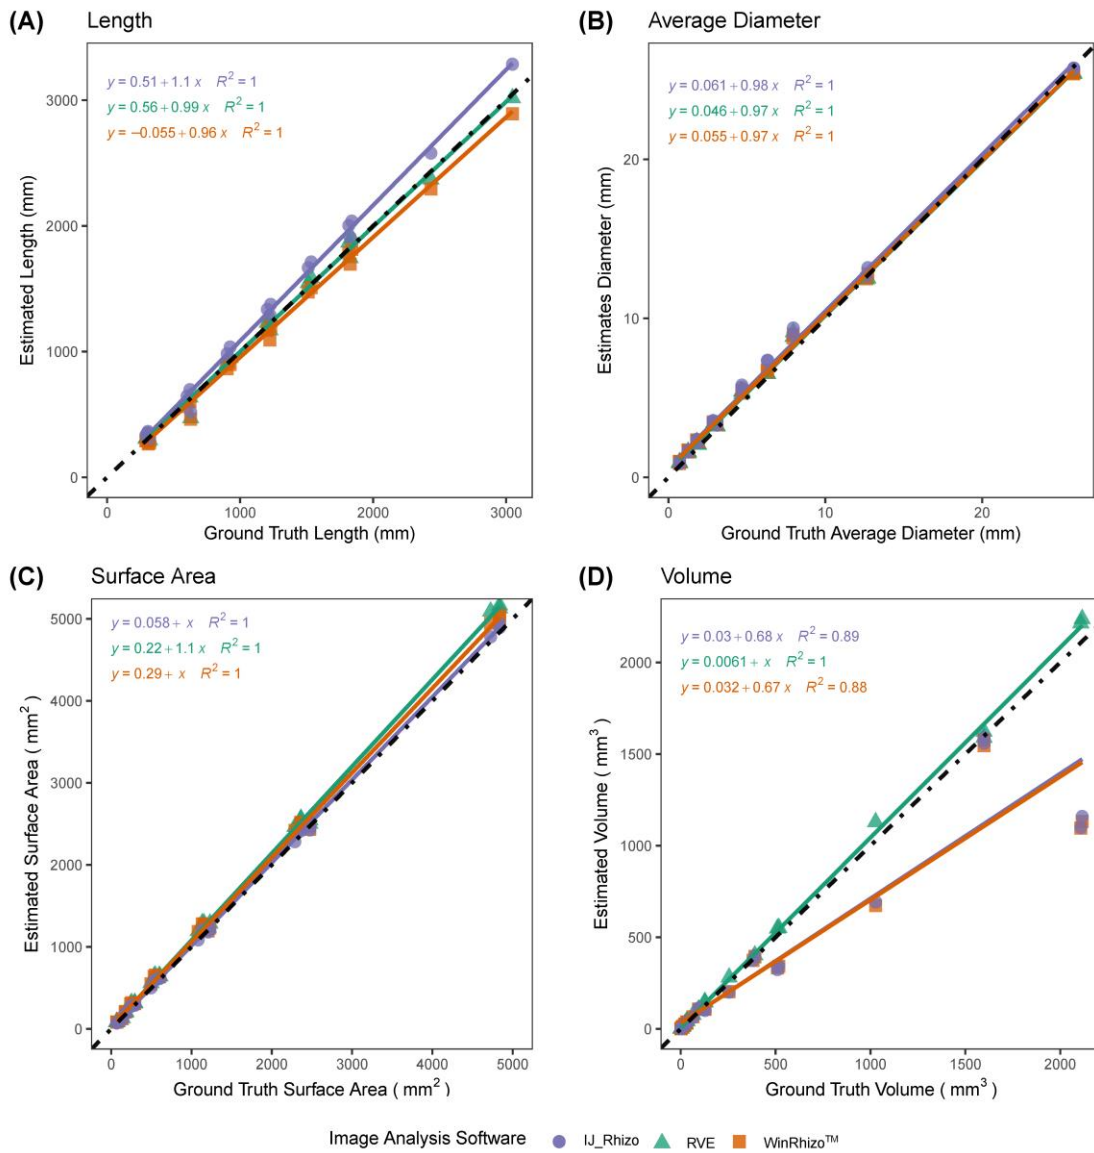 (A) Length
y = 0.51 + 1.1 x   R² = 1
y = 0.56 + 0.99 x   R² = 1
y = −0.055 + 0.96 x   R² = 1
3000
2000
1000
0
Estimated Length (mm)
0 1000 2000 3000
Ground Truth Length (mm)
(B) Average Diameter
y = 0.061 + 0.98 x   R² = 1
y = 0.046 + 0.97 x   R² = 1
y = 0.055 + 0.97 x   R² = 1
20
10
0
Estimates Diameter (mm)
0 10 20
Ground Truth Average Diameter (mm)
(C) Surface Area
y = 0.058 + x   R² = 1
y = 0.22 + 1.1 x   R² = 1
y = 0.29 + x   R² = 1
5000
4000
3000
2000
1000
0
Estimated Surface Area ( mm² )
0 1000 2000 3000 4000 5000
Ground Truth Surface Area ( mm² )
(D) Volume
y = 0.03 + 0.68 x   R² = 0.89
y = 0.0061 + x   R² = 1
y = 0.032 + 0.67 x   R² = 0.88
2000
1500
1000
500
0
Estimated Volume ( mm³ )
0 500 1000 1500 2000
Ground Truth Volume ( mm³ )
Image Analysis Software IJ_Rhizo RVE WinRhizo™